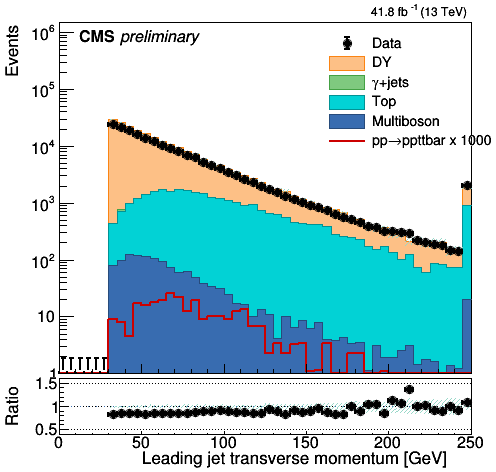 41.8 fb⁻¹ (13 TeV)
CMS preliminary
Events
10⁶
10⁵
10⁴
10³
10²
10
1
Data
DY
γ+jets
Top
Multiboson
pp→ppttbar x 1000
Ratio
1.5
1
0.5
0 50 100 150 200 250
Leading jet transverse momentum [GeV]